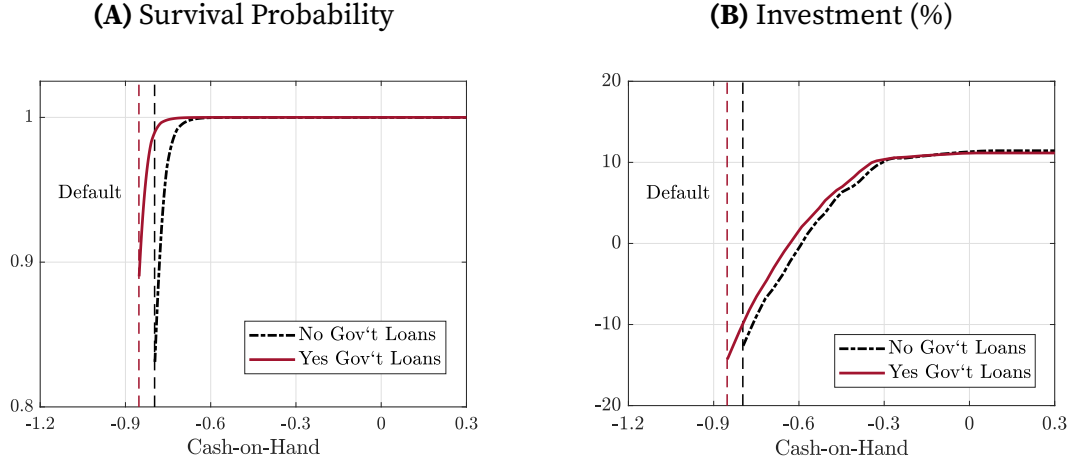 (A) Survival Probability
1
0.9
0.8
Default
No Gov‘t Loans
Yes Gov‘t Loans
-1.2 -0.9 -0.6 -0.3 0 0.3
Cash-on-Hand
(B) Investment (%)
20
10
0
-10
-20
Default
No Gov‘t Loans
Yes Gov‘t Loans
-1.2 -0.9 -0.6 -0.3 0 0.3
Cash-on-Hand